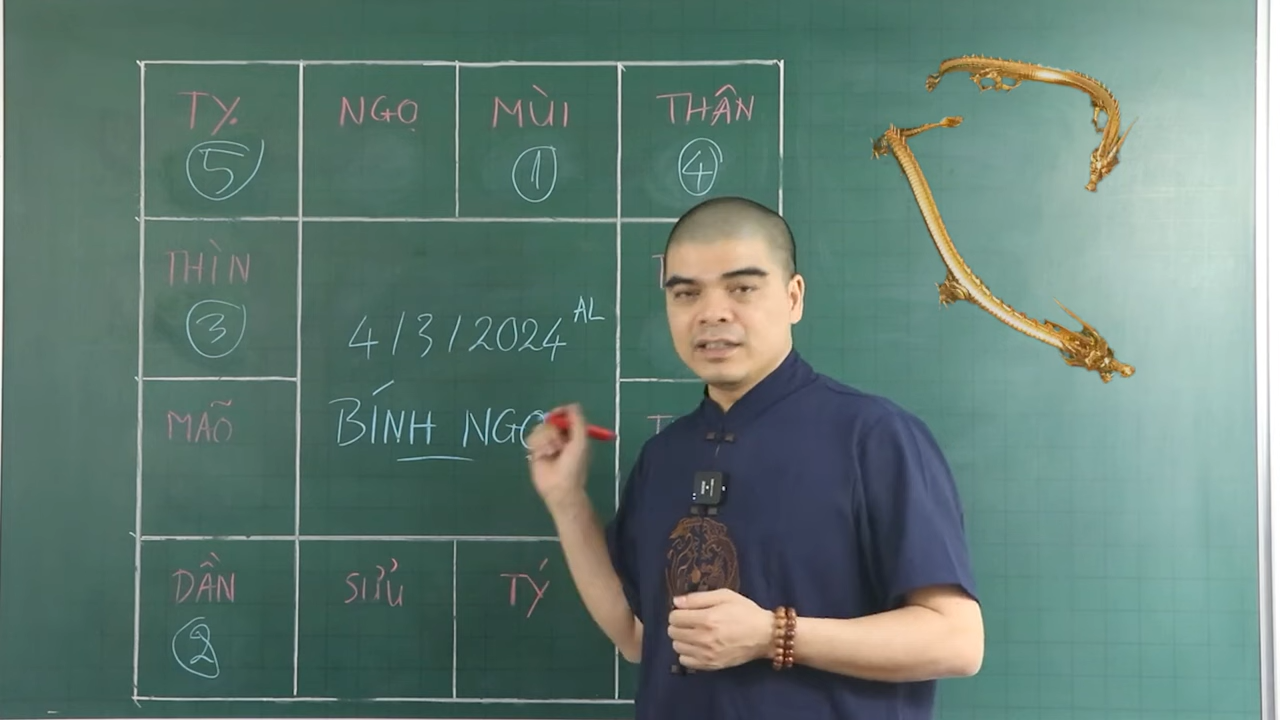 TỴ NGỌ MÙI THÂN
5 1 4
THÌN
3
4/3/2024 AL
MÃO
BÍNH NGỌ
DẦN SỬU TÝ
2